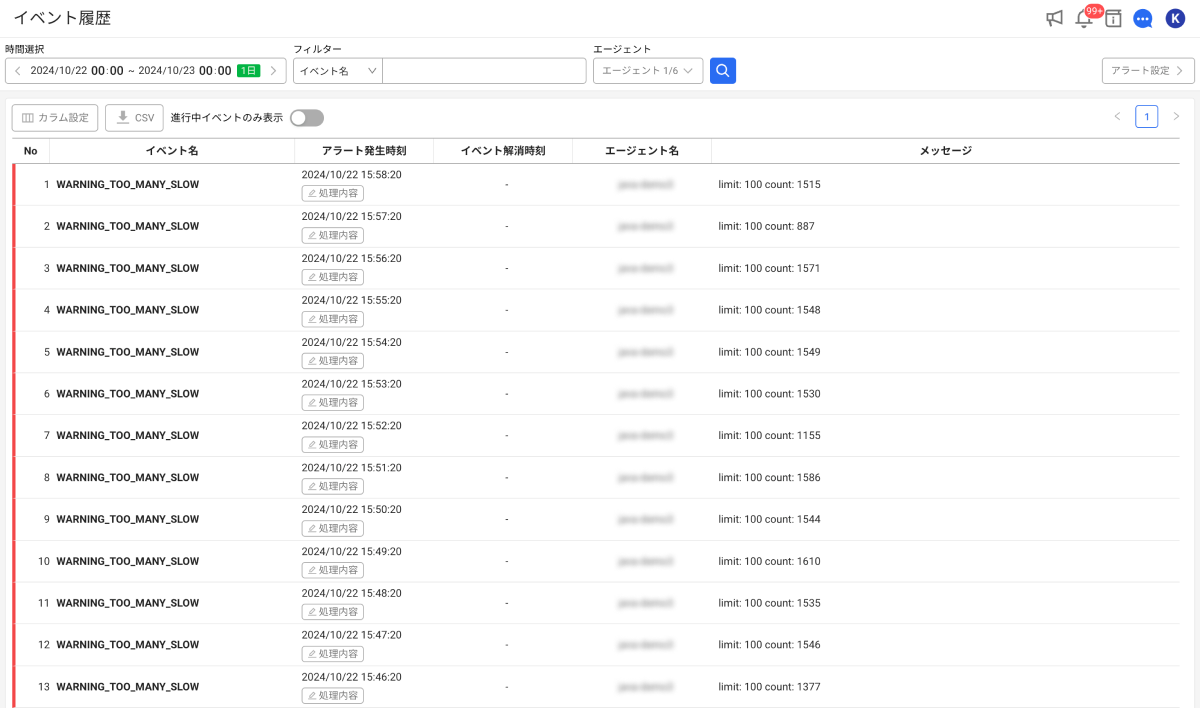 イベント履歴
99+
K
時間選択
フィルター
エージェント
2024/10/22 00:00 ~ 2024/10/23 00:00 1日
イベント名
エージェント 1/6
アラート設定
カラム設定
CSV
進行中イベントのみ表示
1
No イベント名 アラート発生時刻 イベント解消時刻 エージェント名 メッセージ
1 WARNING_TOO_MANY_SLOW 2024/10/22 15:58:20 - limit: 100 count: 1515
処理内容
2 WARNING_TOO_MANY_SLOW 2024/10/22 15:57:20 - limit: 100 count: 887
処理内容
3 WARNING_TOO_MANY_SLOW 2024/10/22 15:56:20 - limit: 100 count: 1571
処理内容
4 WARNING_TOO_MANY_SLOW 2024/10/22 15:55:20 - limit: 100 count: 1548
処理内容
5 WARNING_TOO_MANY_SLOW 2024/10/22 15:54:20 - limit: 100 count: 1549
処理内容
6 WARNING_TOO_MANY_SLOW 2024/10/22 15:53:20 - limit: 100 count: 1530
処理内容
7 WARNING_TOO_MANY_SLOW 2024/10/22 15:52:20 - limit: 100 count: 1155
処理内容
8 WARNING_TOO_MANY_SLOW 2024/10/22 15:51:20 - limit: 100 count: 1586
処理内容
9 WARNING_TOO_MANY_SLOW 2024/10/22 15:50:20 - limit: 100 count: 1544
処理内容
10 WARNING_TOO_MANY_SLOW 2024/10/22 15:49:20 - limit: 100 count: 1610
処理内容
11 WARNING_TOO_MANY_SLOW 2024/10/22 15:48:20 - limit: 100 count: 1535
処理内容
12 WARNING_TOO_MANY_SLOW 2024/10/22 15:47:20 - limit: 100 count: 1546
処理内容
13 WARNING_TOO_MANY_SLOW 2024/10/22 15:46:20 - limit: 100 count: 1377
処理内容